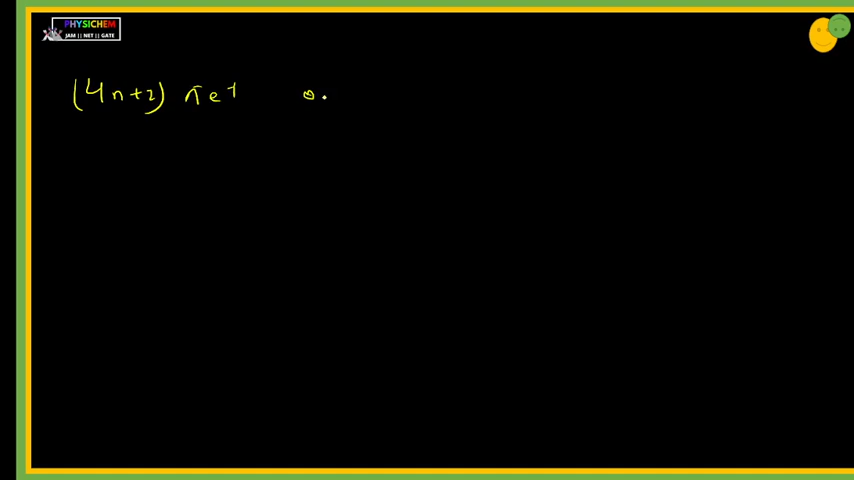 PHYSICHEM
JAM || NET || GATE
(4n+2) πe⁻